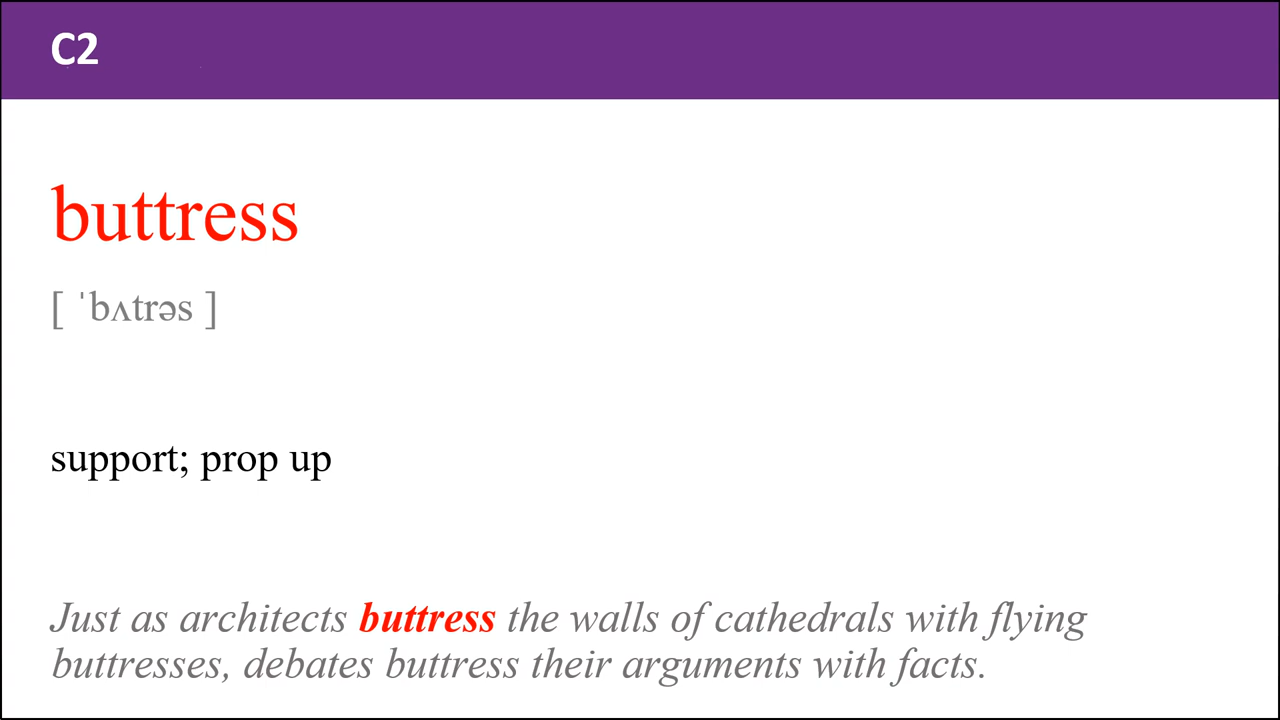 C2
buttress
[ ˈbʌtrəs ]
support; prop up
Just as architects buttress the walls of cathedrals with flying
buttresses, debates buttress their arguments with facts.